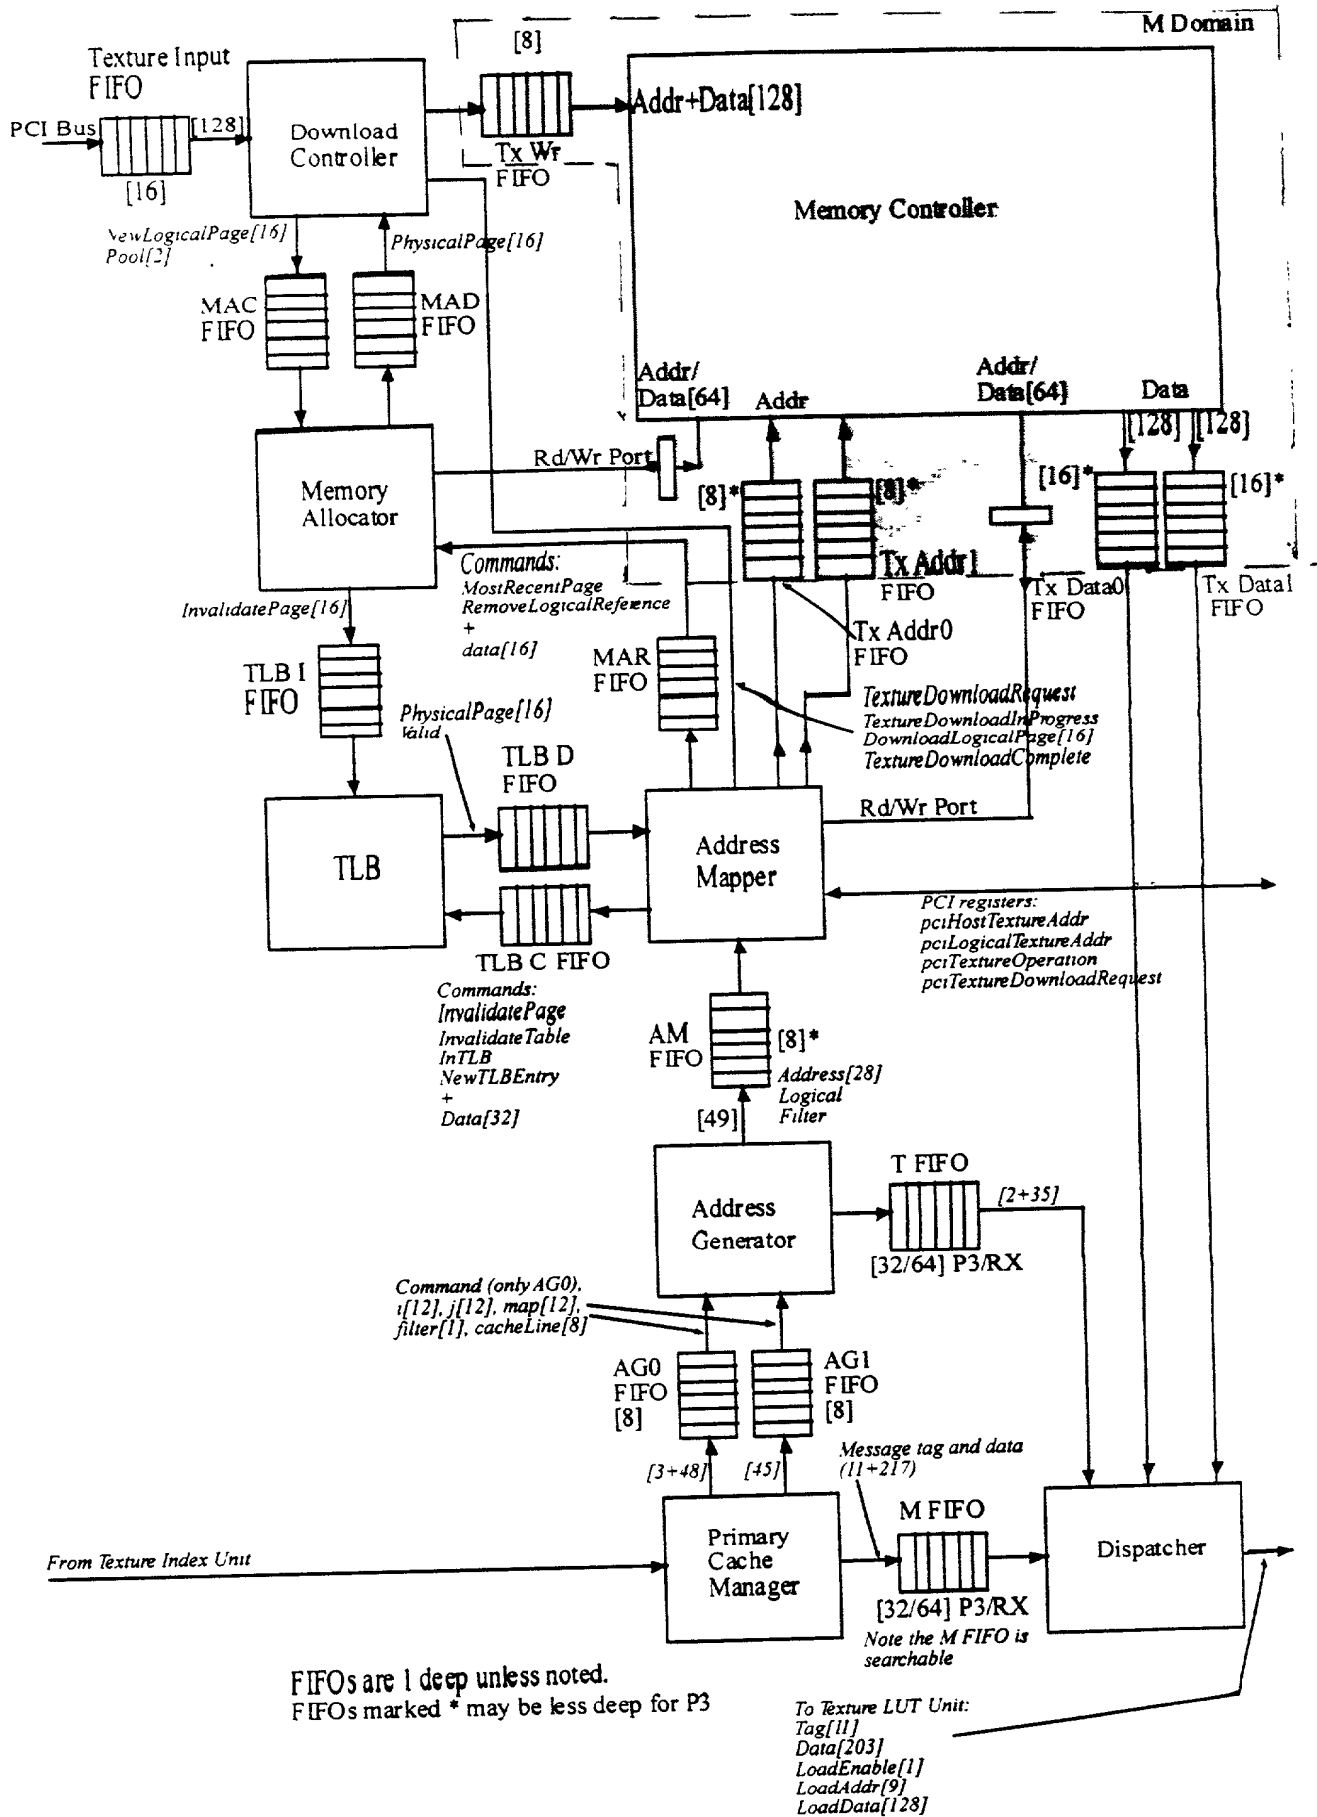 M Domain
[8]
Texture Input
FIFO
PCI Bus
[128]
[16]
Download
Controller
Tx Wr
FIFO
Addr+Data[128]
Memory Controller
NewLogicalPage[16]
Pool[2]
PhysicalPage[16]
MAC
FIFO
MAD
FIFO
Addr/
Data[64]
Addr
Addr/
Data[64]
Data
[128]
[128]
Rd/Wr Port
Memory
Allocator
[8]*
[8]*
[16]*
[16]*
Commands:
MostRecentPage
RemoveLogicalReference
+
data[16]
Tx Addr1
FIFO
Tx Data0
FIFO
Tx Data1
FIFO
InvalidatePage[16]
Tx Addr0
FIFO
TLB I
FIFO
MAR
FIFO
PhysicalPage[16]
Valid
TextureDownloadRequest
TextureDownloadInProgress
DownloadLogicalPage[16]
TextureDownloadComplete
TLB D
FIFO
Rd/Wr Port
TLB
Address
Mapper
PCI registers:
pciHostTextureAddr
pciLogicalTextureAddr
pciTextureOperation
pciTextureDownloadRequest
TLB C FIFO
Commands:
InvalidatePage
InvalidateTable
InTLB
NewTLBEntry
+
Data[32]
AM
FIFO
[8]*
Address[28]
Logical
Filter
[49]
T FIFO
[2+35]
Address
Generator
[32/64] P3/RX
Command (only AG0),
i[12], j[12], map[12],
filter[1], cacheLine[8]
AG0
FIFO
[8]
AG1
FIFO
[8]
[3+48]
[45]
Message tag and data
(11+217)
M FIFO
Primary
Cache
Manager
Dispatcher
From Texture Index Unit
[32/64] P3/RX
Note the M FIFO is
searchable
FIFOs are 1 deep unless noted.
FIFOs marked * may be less deep for P3
To Texture LUT Unit:
Tag[11]
Data[203]
LoadEnable[1]
LoadAddr[9]
LoadData[128]